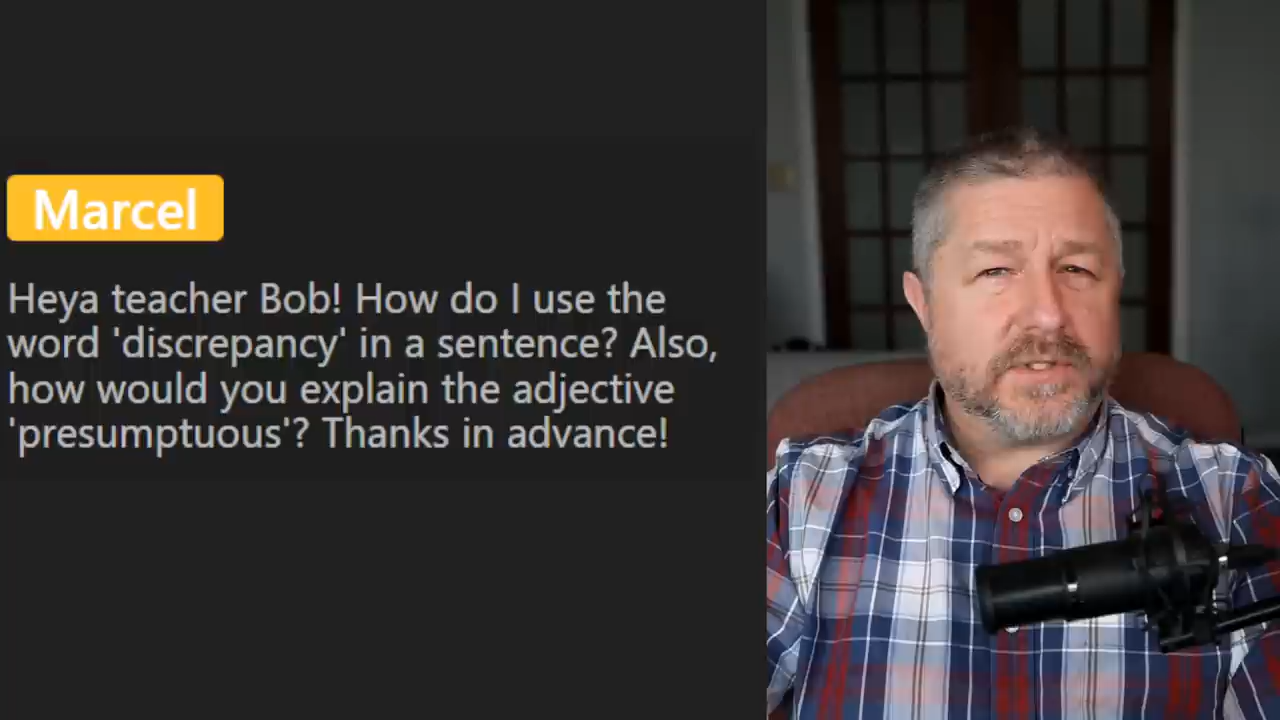 Marcel
Heya teacher Bob! How do I use the
word 'discrepancy' in a sentence? Also,
how would you explain the adjective
'presumptuous'? Thanks in advance!